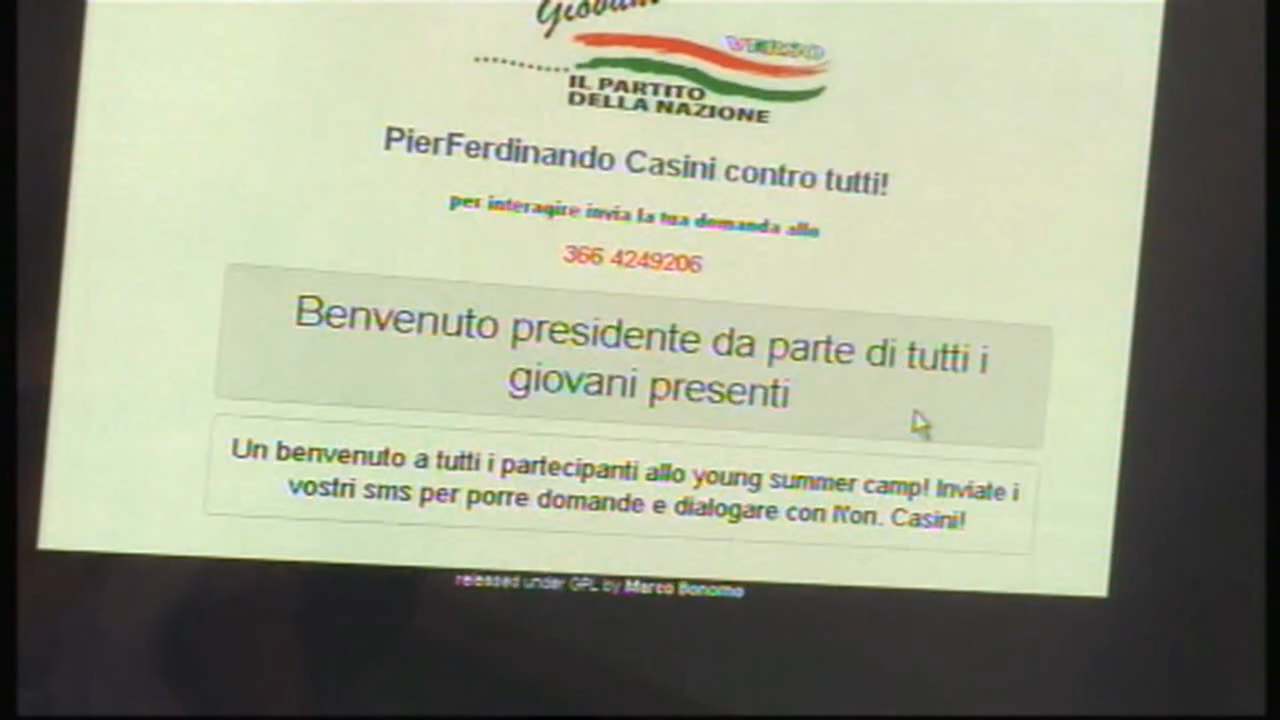 VERSO
IL PARTITO
DELLA NAZIONE
PierFerdinando Casini contro tutti!
per interagire invia la tua domanda allo
366 4249206
Benvenuto presidente da parte di tutti i
giovani presenti
Un benvenuto a tutti i partecipanti allo young summer camp! Inviate i
vostri sms per porre domande e dialogare con l'on. Casini!
released under GPL by Marco Bonomo